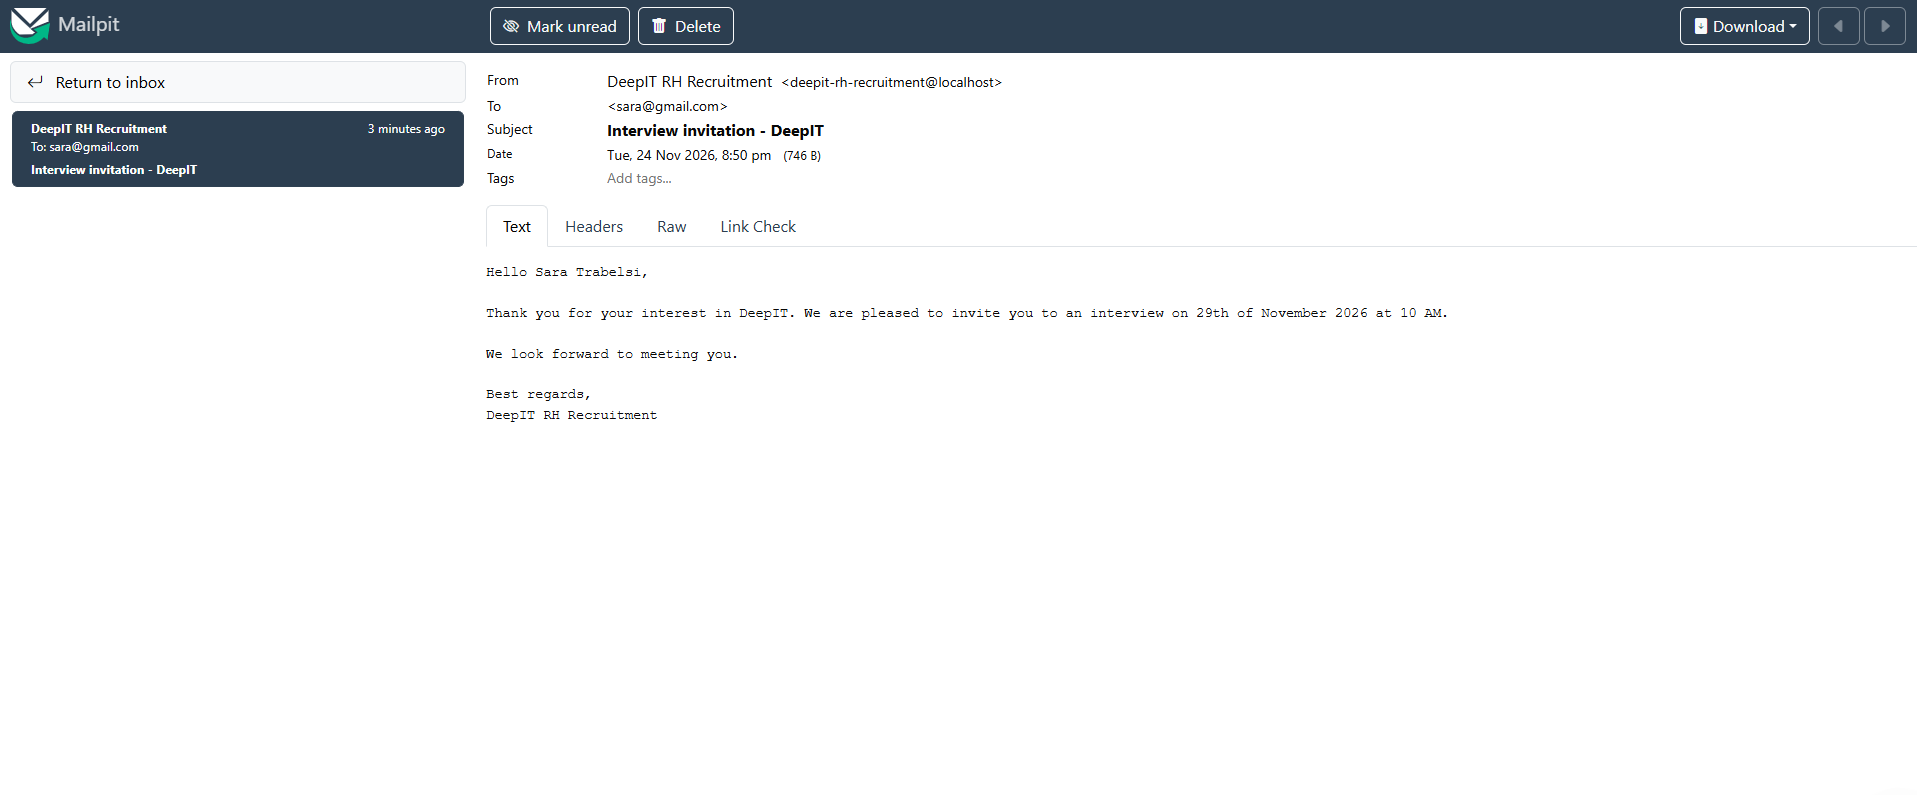 Mailpit
Mark unread
Delete
Download
Return to inbox
DeepIT RH Recruitment 3 minutes ago
To: sara@gmail.com
Interview invitation - DeepIT
From DeepIT RH Recruitment <deepit-rh-recruitment@localhost>
To <sara@gmail.com>
Subject Interview invitation - DeepIT
Date Tue, 24 Nov 2026, 8:50 pm (746 B)
Tags Add tags...
Text Headers Raw Link Check
Hello Sara Trabelsi,
Thank you for your interest in DeepIT. We are pleased to invite you to an interview on 29th of November 2026 at 10 AM.
We look forward to meeting you.
Best regards,
DeepIT RH Recruitment